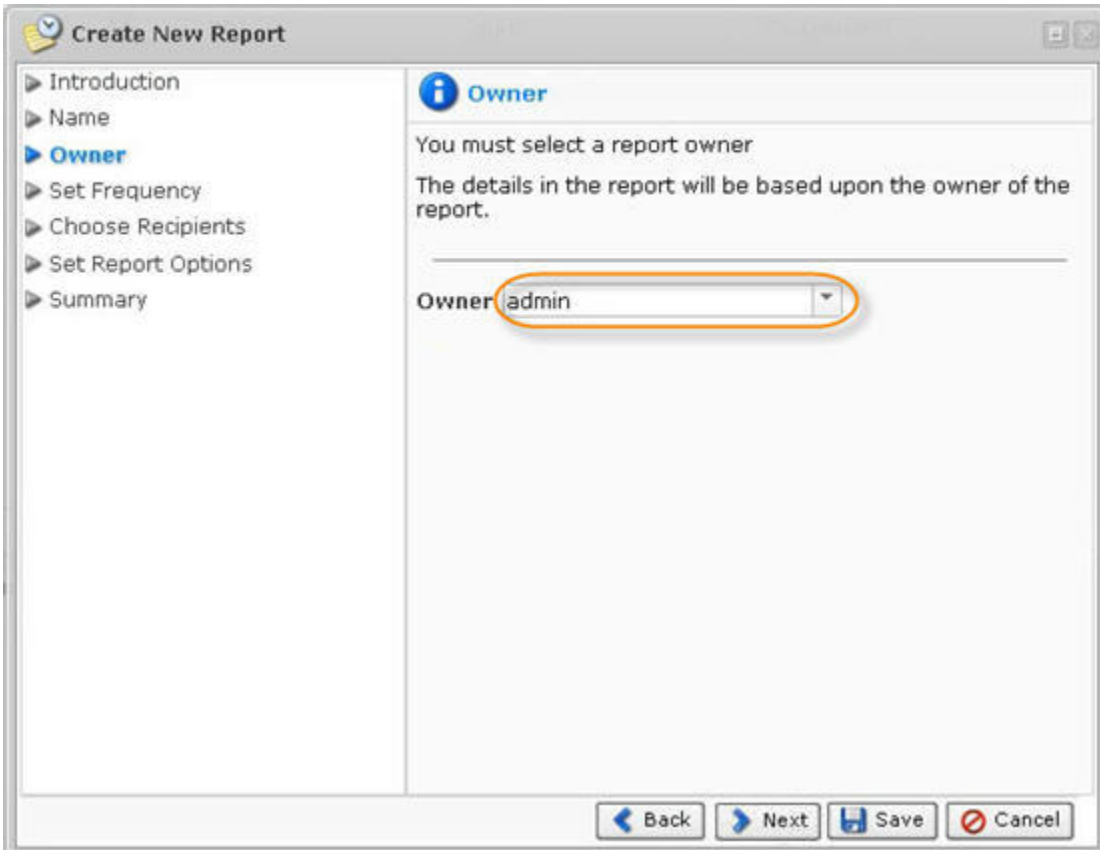 Create New Report
Introduction
Name
Owner
Set Frequency
Choose Recipients
Set Report Options
Summary
Owner
You must select a report owner
The details in the report will be based upon the owner of the
report.
Owner admin
Back Next Save Cancel